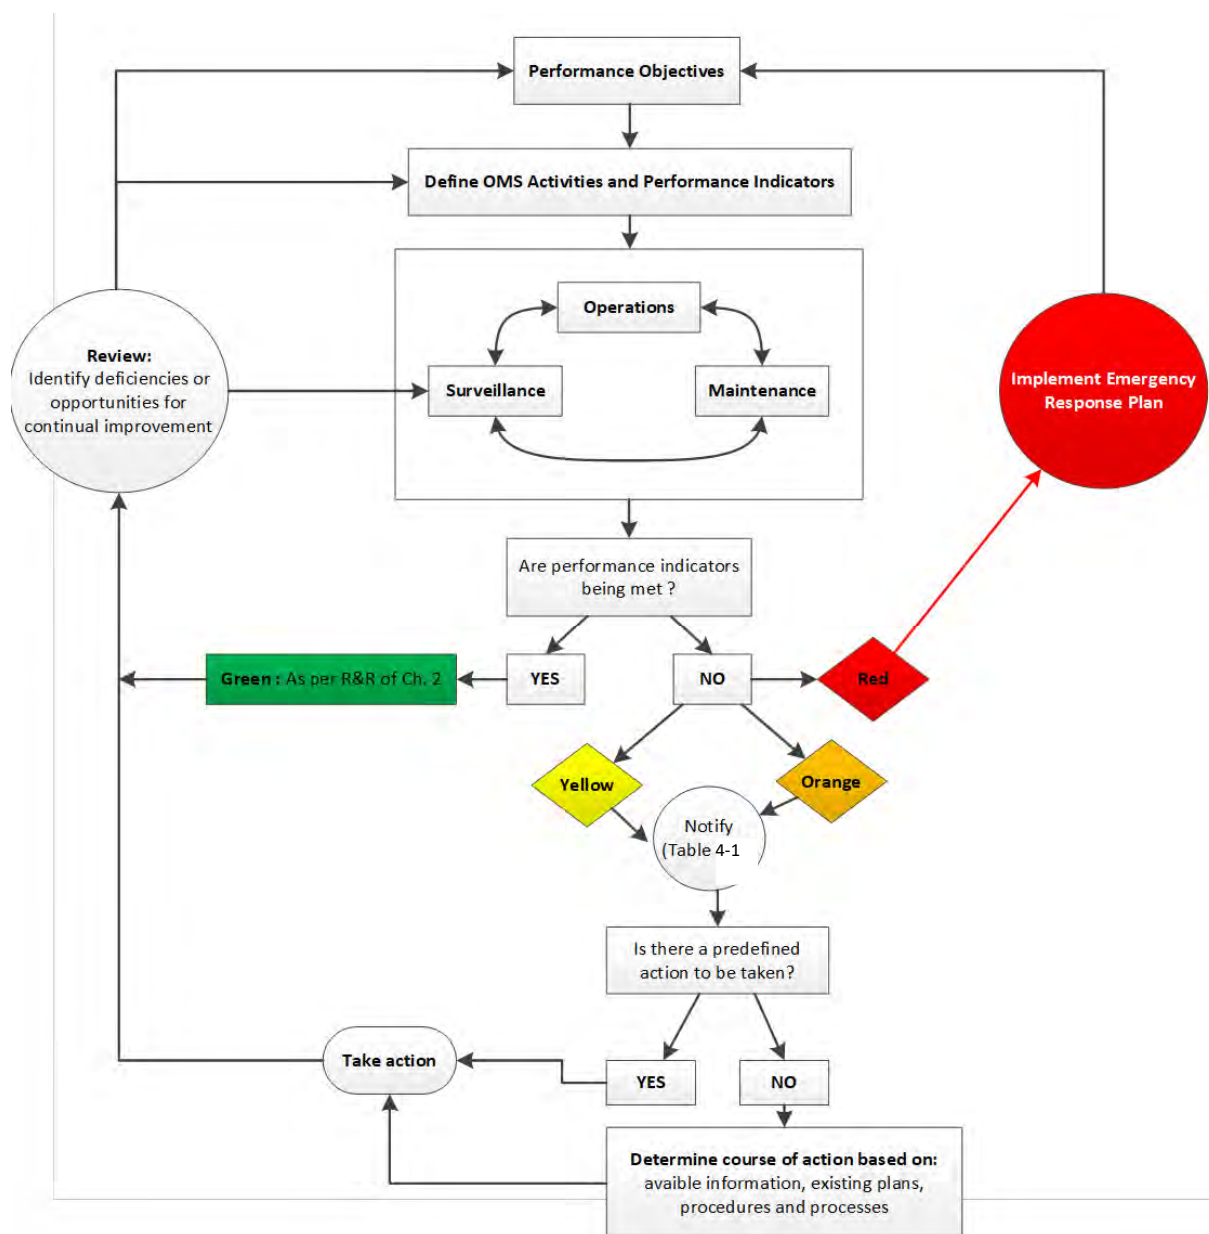 Performance Objectives
Define OMS Activities and Performance Indicators
Operations
Review:
Identify deficiencies or
opportunities for
continual improvement
Surveillance
Maintenance
Implement Emergency
Response Plan
Are performance indicators
being met ?
Green : As per R&R of Ch. 2
YES
NO
Red
Yellow
Orange
Notify
(Table 4-1
Is there a predefined
action to be taken?
Take action
YES
NO
Determine course of action based on:
avaible information, existing plans,
procedures and processes